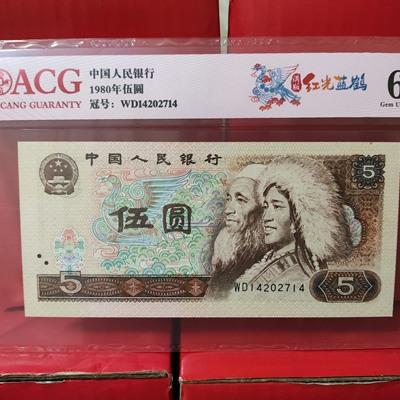 ACG
CANG GUARANTY
中国人民银行
1980年伍圆
冠号：WD14202714
红光蓝鹤
6
Gem U
中国人民银行
5
伍圆
5
WD14202714
5